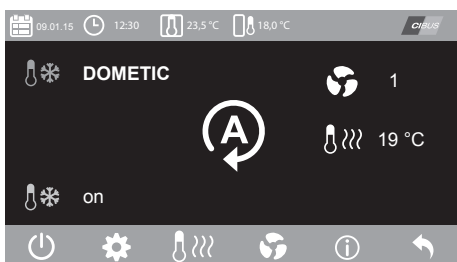 09.01.15 12:30 23,5 °C 18,0 °C CIBUS
DOMETIC 1
A
19 °C
on
i